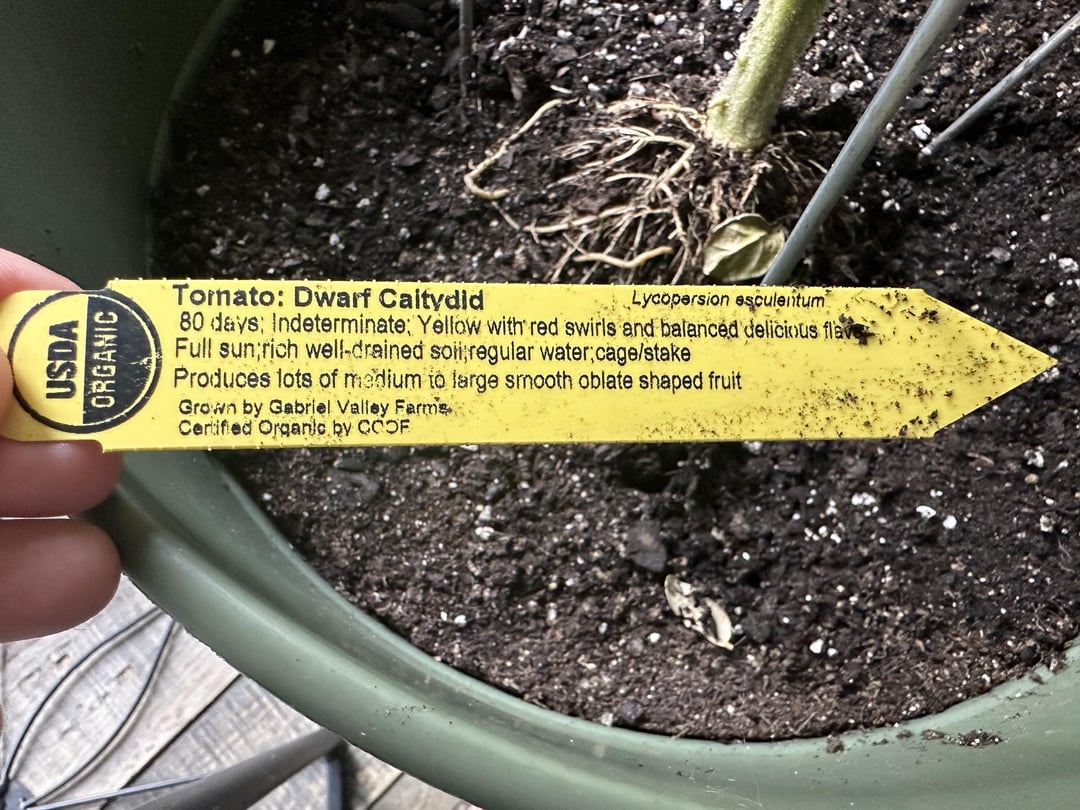 USDA
ORGANIC
Tomato: Dwarf Caitydid Lycopersion esculentum
80 days; Indeterminate; Yellow with red swirls and balanced delicious
Full sun;rich well-drained soil;regular water;cage/stake
Produces lots of medium to large smooth oblate shaped fruit
Grown by Gabriel Valley Farms
Certified Organic by